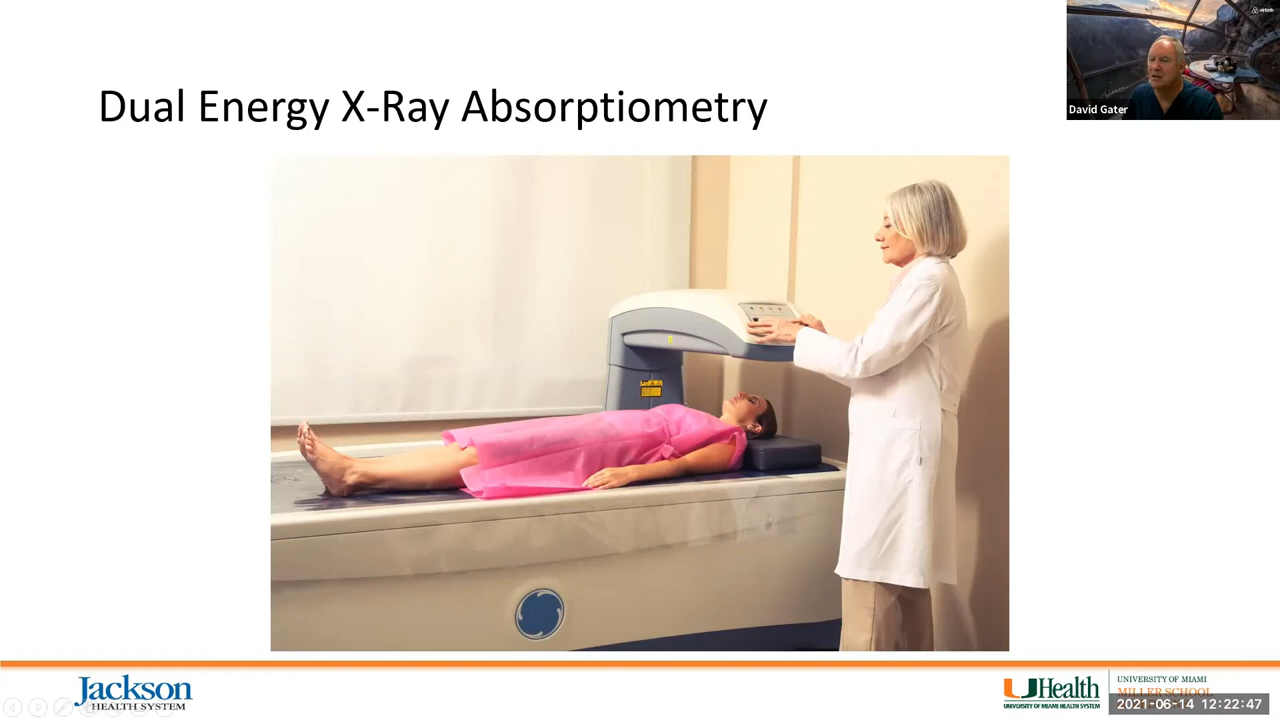 airbnb
David Gater
Dual Energy X-Ray Absorptiometry
Jackson
HEALTH SYSTEM
UHealth
UNIVERSITY OF MIAMI HEALTH SYSTEM
UNIVERSITY OF MIAMI
MILLER SCHOOL
2021-06-14 12:22:47